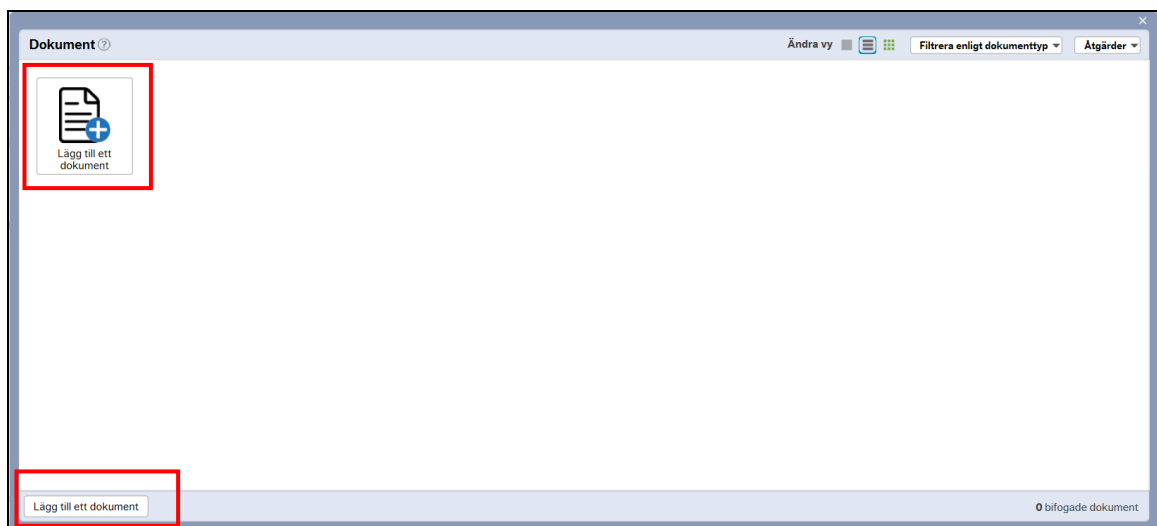 Dokument ?
Ändra vy
Filtrera enligt dokumenttyp
Åtgärder
Lägg till ett
dokument
Lägg till ett dokument
0 bifogade dokument